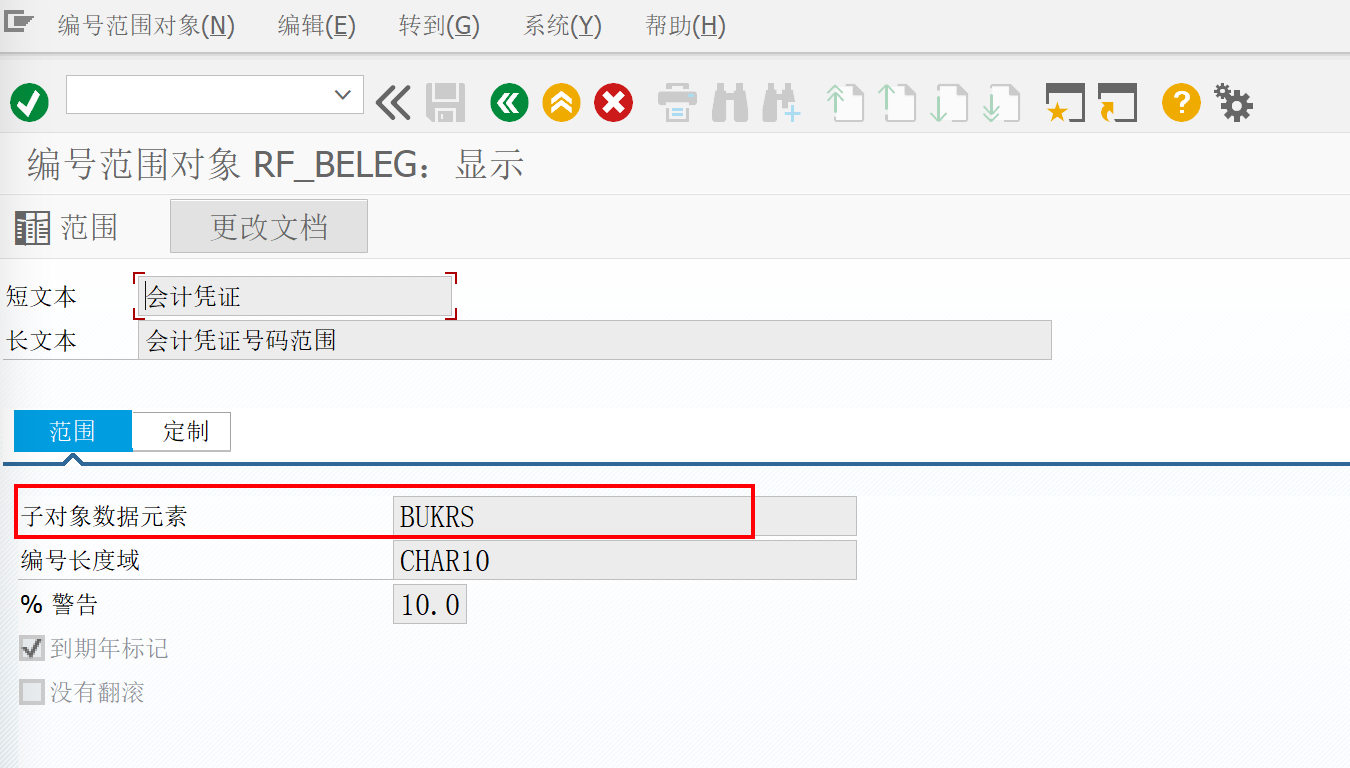 编号范围对象(N) 编辑(E) 转到(G) 系统(Y) 帮助(H)
编号范围对象 RF_BELEG：显示
范围 更改文档
短文本 会计凭证
长文本 会计凭证号码范围
范围 定制
子对象数据元素 BUKRS
编号长度域 CHAR10
% 警告 10.0
到期年标记
没有翻滚